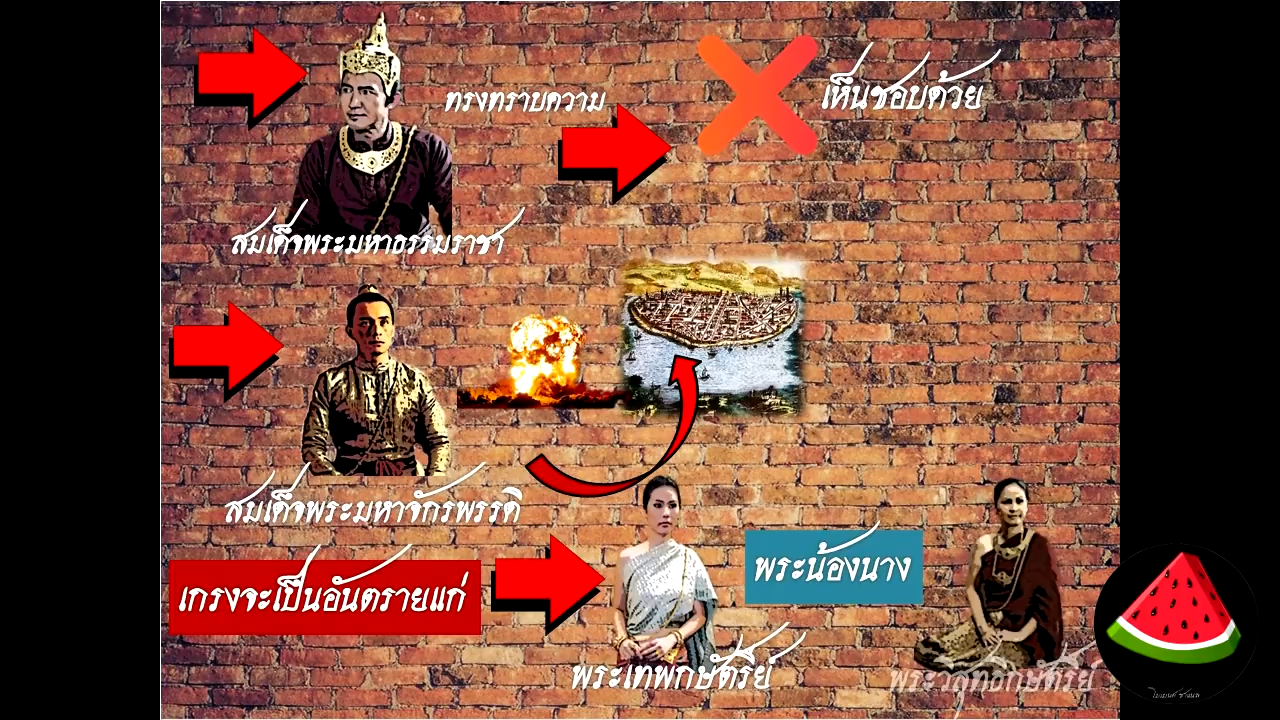 ทรงทราบความ
เห็นชอบด้วย
สมเด็จพระมหาธรรมราชา
สมเด็จพระมหาจักรพรรดิ
เกรงจะเป็นอันตรายแก่
พระน้องนาง
พระเทพกษัตรีย์
พระวิสุทธิกษัตรีย์